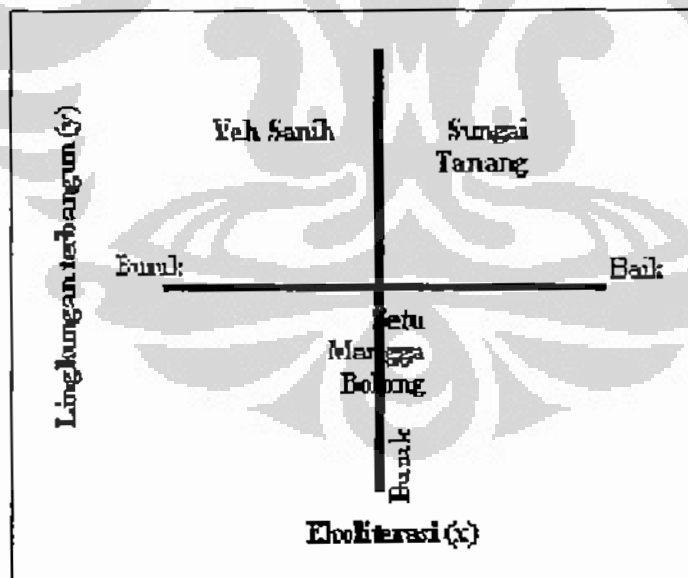 Yeh Sanih
Sungai
Tanang
Lingkungan terbangun (y)
Buruk
Baik
Setu
Mangga
Bolong
Buruk
Ekoliterasi (x)